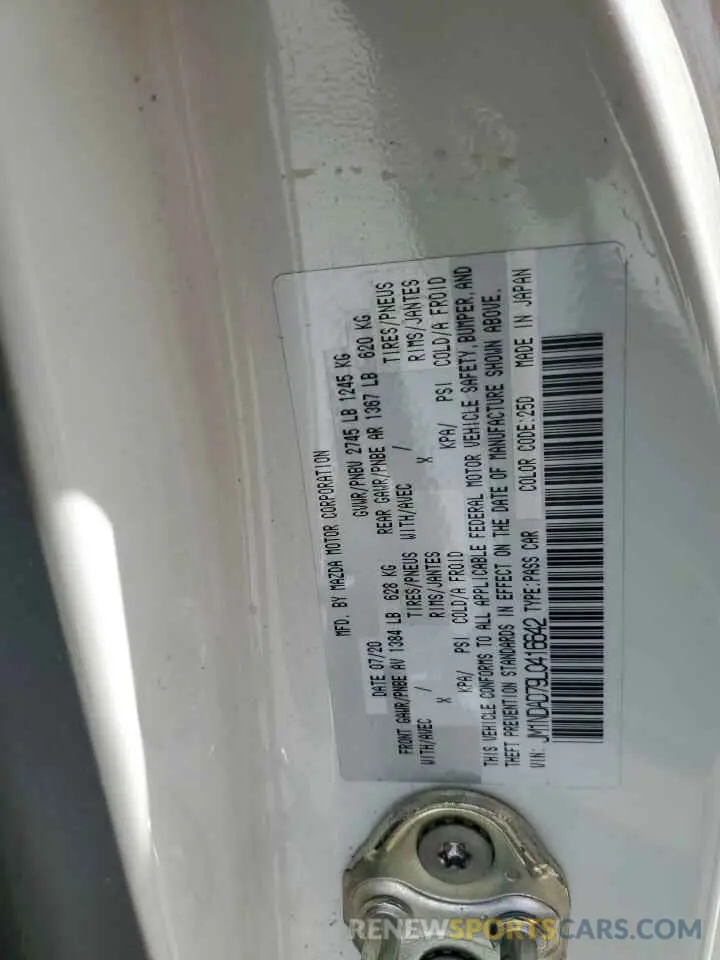 MFD. BY MAZDA MOTOR CORPORATION
DATE 07/20 GVWR/PNBV 2745 LB 1245 KG
FRONT GAWR/PNBE AV 1384 LB 628 KG REAR GAWR/PNBE AR 1367 LB 620 KG
WITH/AVEC / TIRES/PNEUS WITH/AVEC / TIRES/PNEUS
X RIMS/JANTES X RIMS/JANTES
KPA/ PSI COLD/A FROID KPA/ PSI COLD/A FROID
THIS VEHICLE CONFORMS TO ALL APPLICABLE FEDERAL MOTOR VEHICLE SAFETY, BUMPER, AND
THEFT PREVENTION STANDARDS IN EFFECT ON THE DATE OF MANUFACTURE SHOWN ABOVE.
VIN: JM1NDAD79L0416642 TYPE:PASS CAR COLOR CODE:25D MADE IN JAPAN
RENEWSPORTSCARS.COM